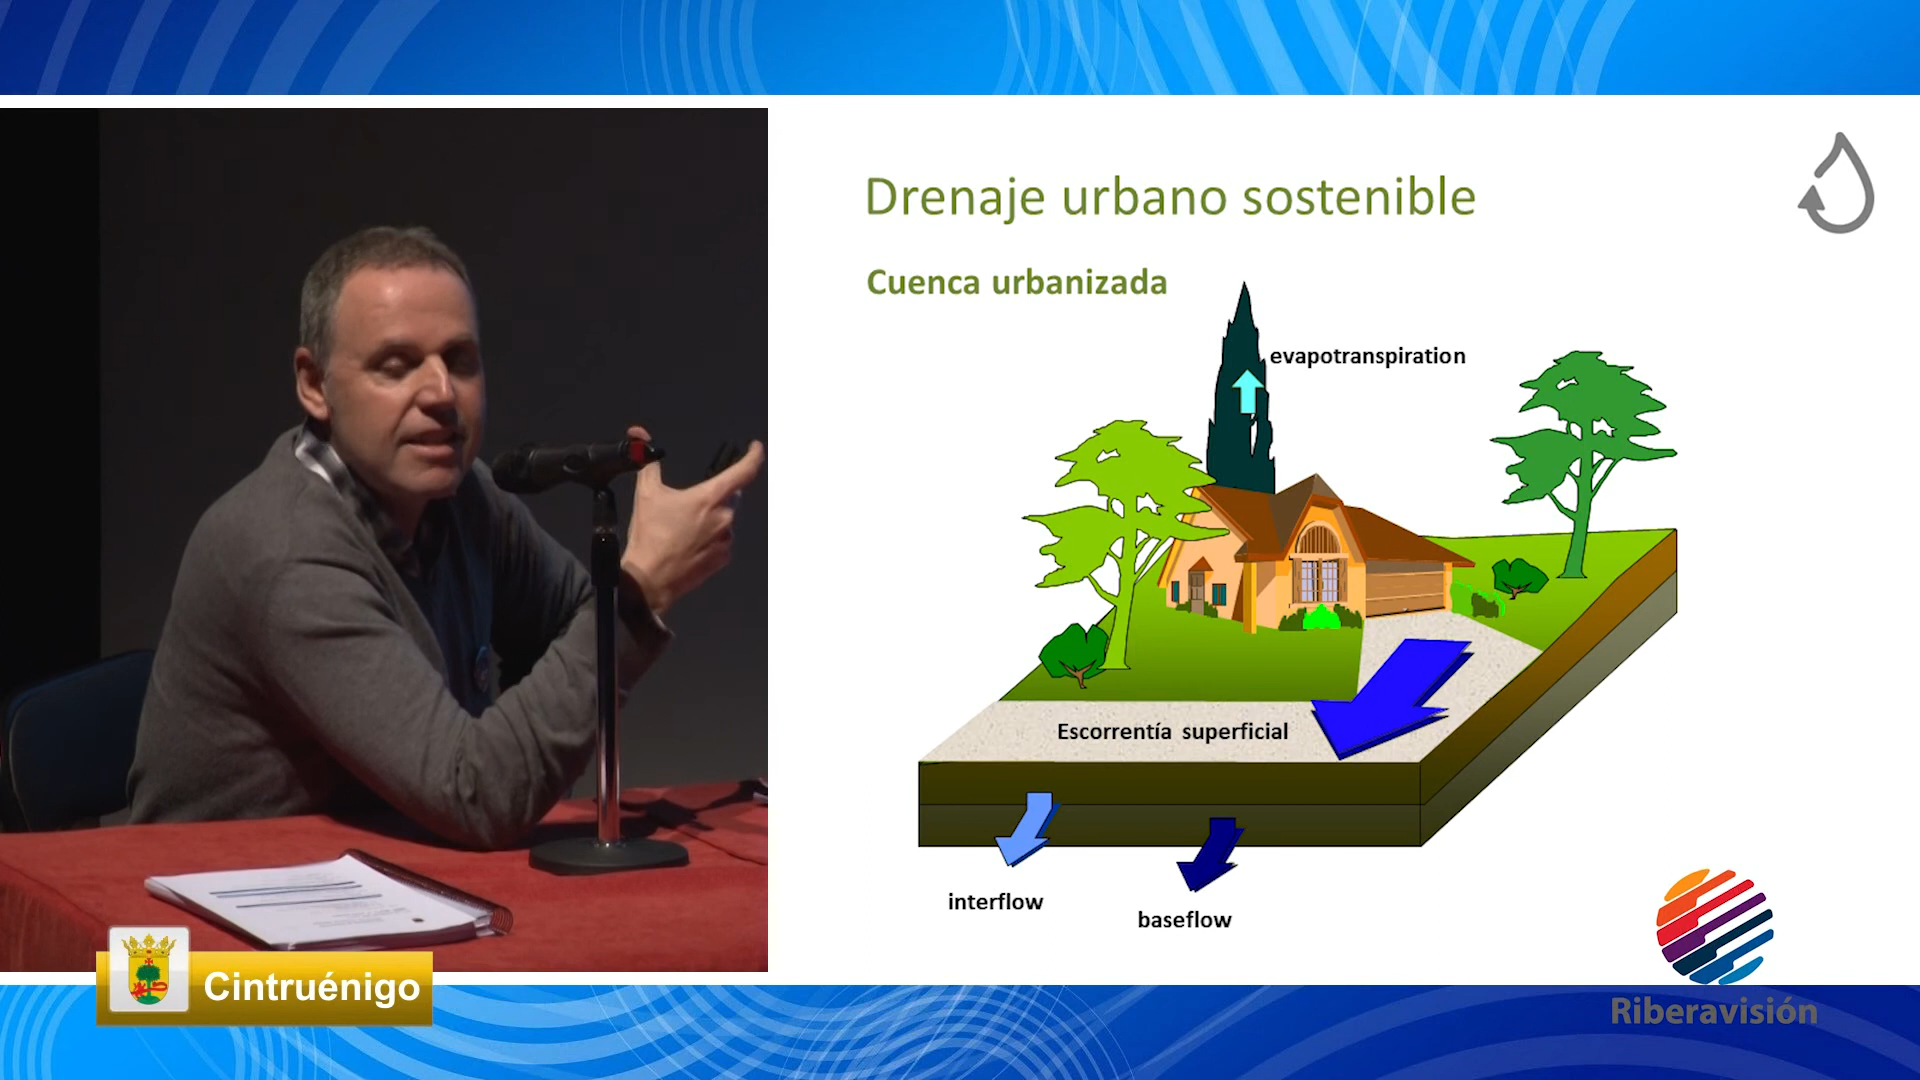 Drenaje urbano sostenible
Cuenca urbanizada
evapotranspiration
Escorrentía superficial
interflow
baseflow
Cintruénigo
Riberavisión